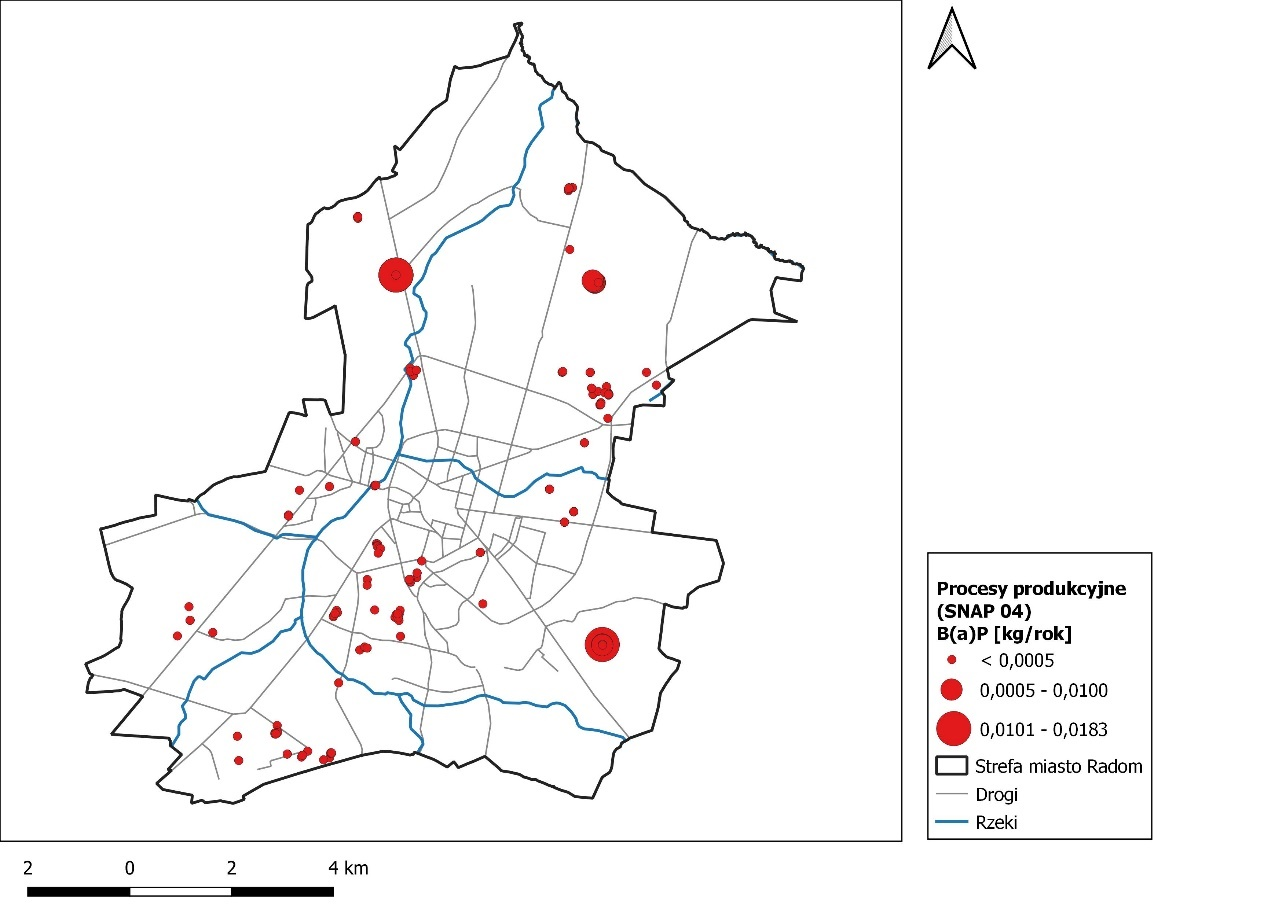 Procesy produkcyjne
(SNAP 04)
B(a)P [kg/rok]
< 0,0005
0,0005 - 0,0100
0,0101 - 0,0183
Strefa miasto Radom
Drogi
Rzeki
2 0 2 4 km